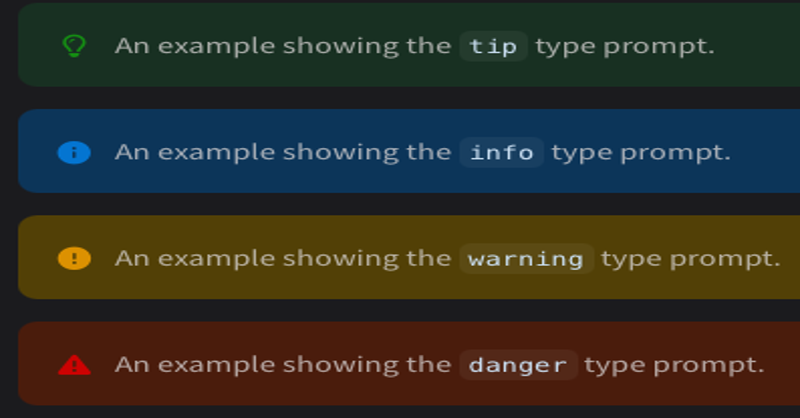 An example showing the tip type prompt.
An example showing the info type prompt.
An example showing the warning type prompt.
An example showing the danger type prompt.